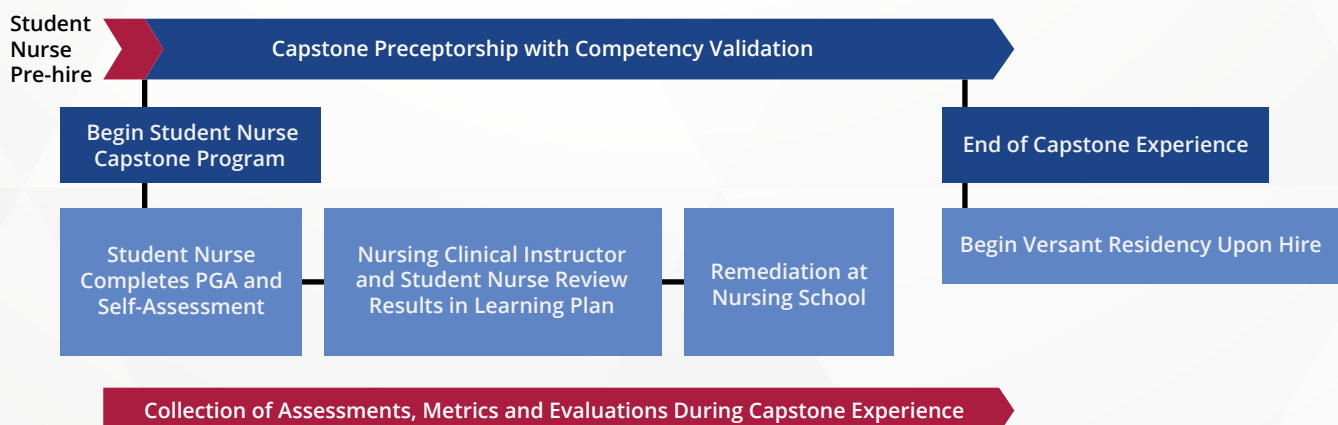 Student
Nurse
Pre-hire
Capstone Preceptorship with Competency Validation
Begin Student Nurse
Capstone Program
End of Capstone Experience
Student Nurse
Completes PGA and
Self-Assessment
Nursing Clinical Instructor
and Student Nurse Review
Results in Learning Plan
Remediation at
Nursing School
Begin Versant Residency Upon Hire
Collection of Assessments, Metrics and Evaluations During Capstone Experience